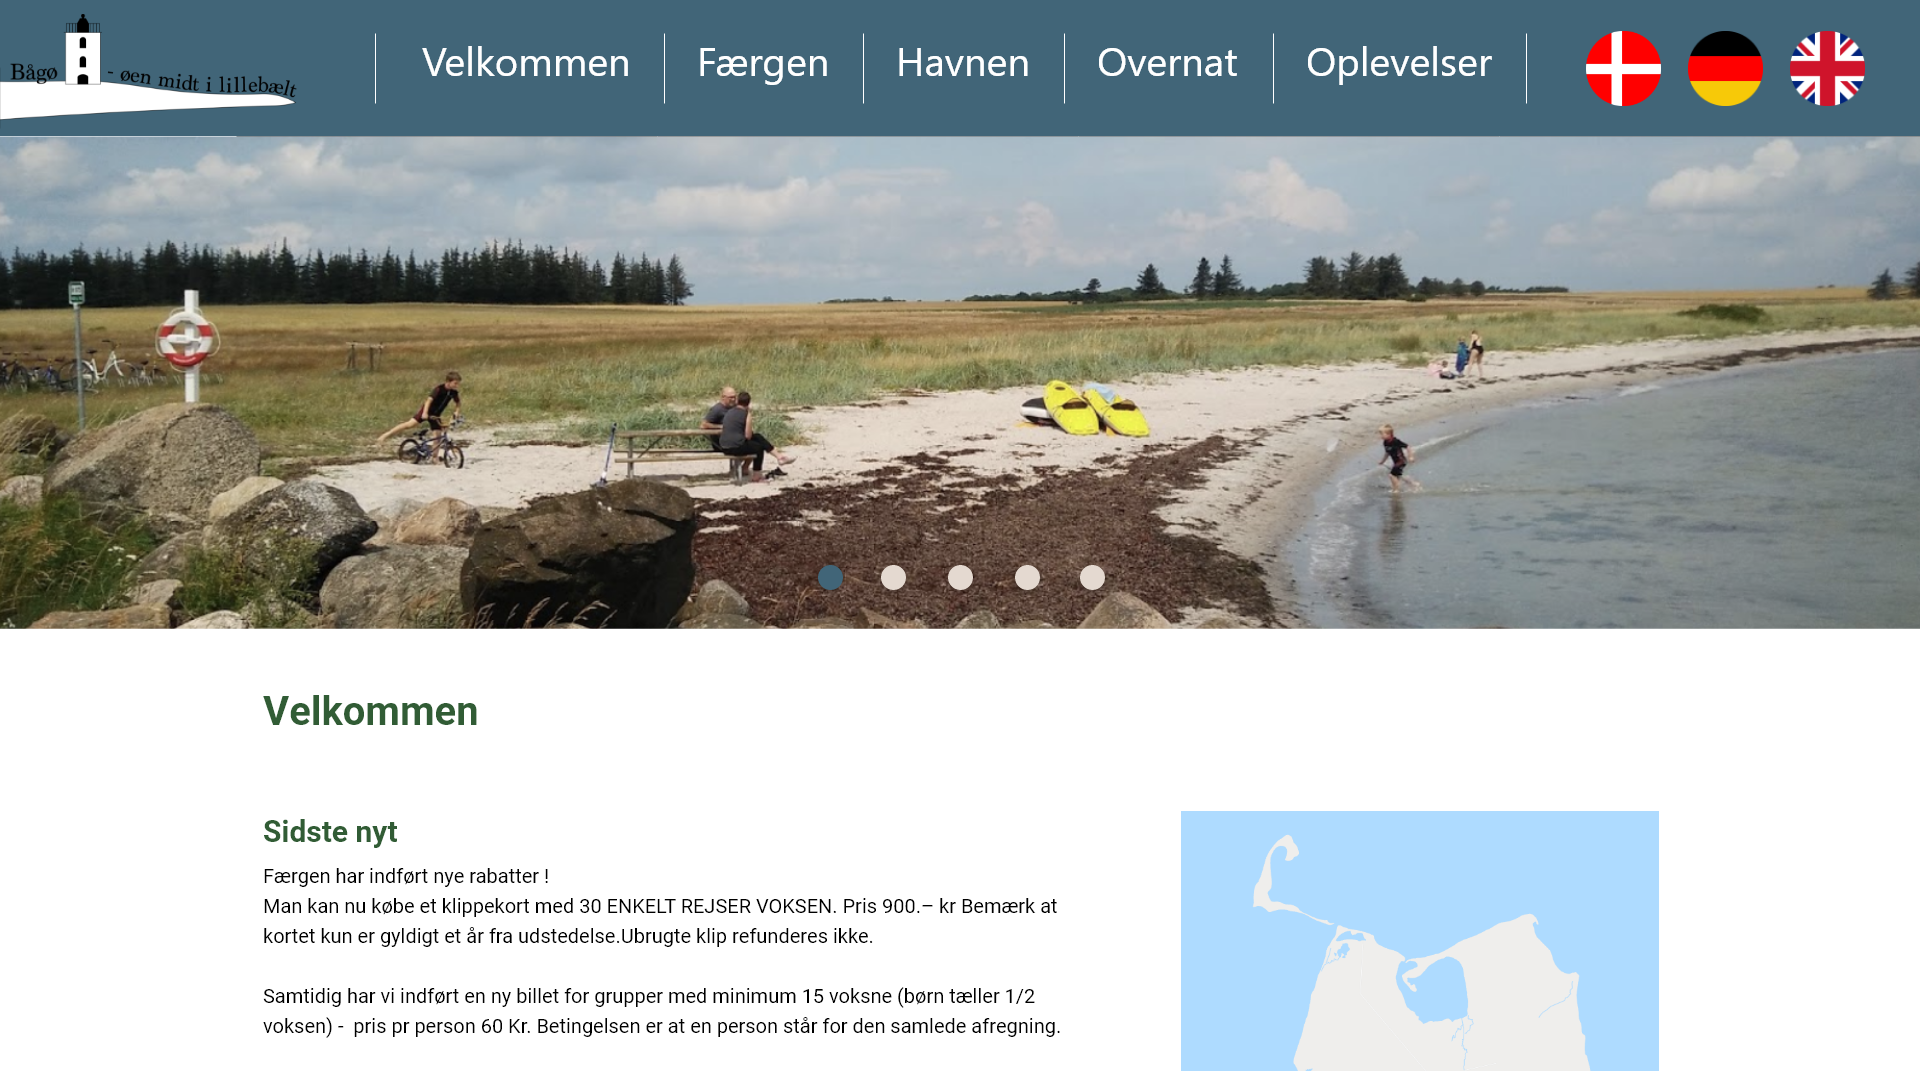 Bågø - øen midt i lillebælt
Velkommen
Færgen
Havnen
Overnat
Oplevelser
Velkommen
Sidste nyt
Færgen har indført nye rabatter !
Man kan nu købe et klippekort med 30 ENKELT REJSER VOKSEN. Pris 900.– kr Bemærk at
kortet kun er gyldigt et år fra udstedelse.Ubrugte klip refunderes ikke.
Samtidig har vi indført en ny billet for grupper med minimum 15 voksne (børn tæller 1/2
voksen) -  pris pr person 60 Kr. Betingelsen er at en person står for den samlede afregning.